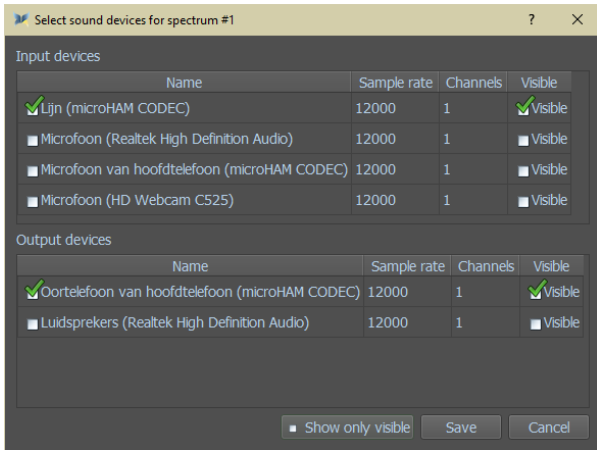 Select sound devices for spectrum #1 ?
Input devices
Name Sample rate Channels Visible
Lijn (microHAM CODEC) 12000 1 Visible
Microfoon (Realtek High Definition Audio) 12000 1 Visible
Microfoon van hoofdtelefoon (microHAM CODEC) 12000 1 Visible
Microfoon (HD Webcam C525) 12000 1 Visible
Output devices
Name Sample rate Channels Visible
Oortelefoon van hoofdtelefoon (microHAM CODEC) 12000 1 Visible
Luidsprekers (Realtek High Definition Audio) 12000 1 Visible
Show only visible Save Cancel